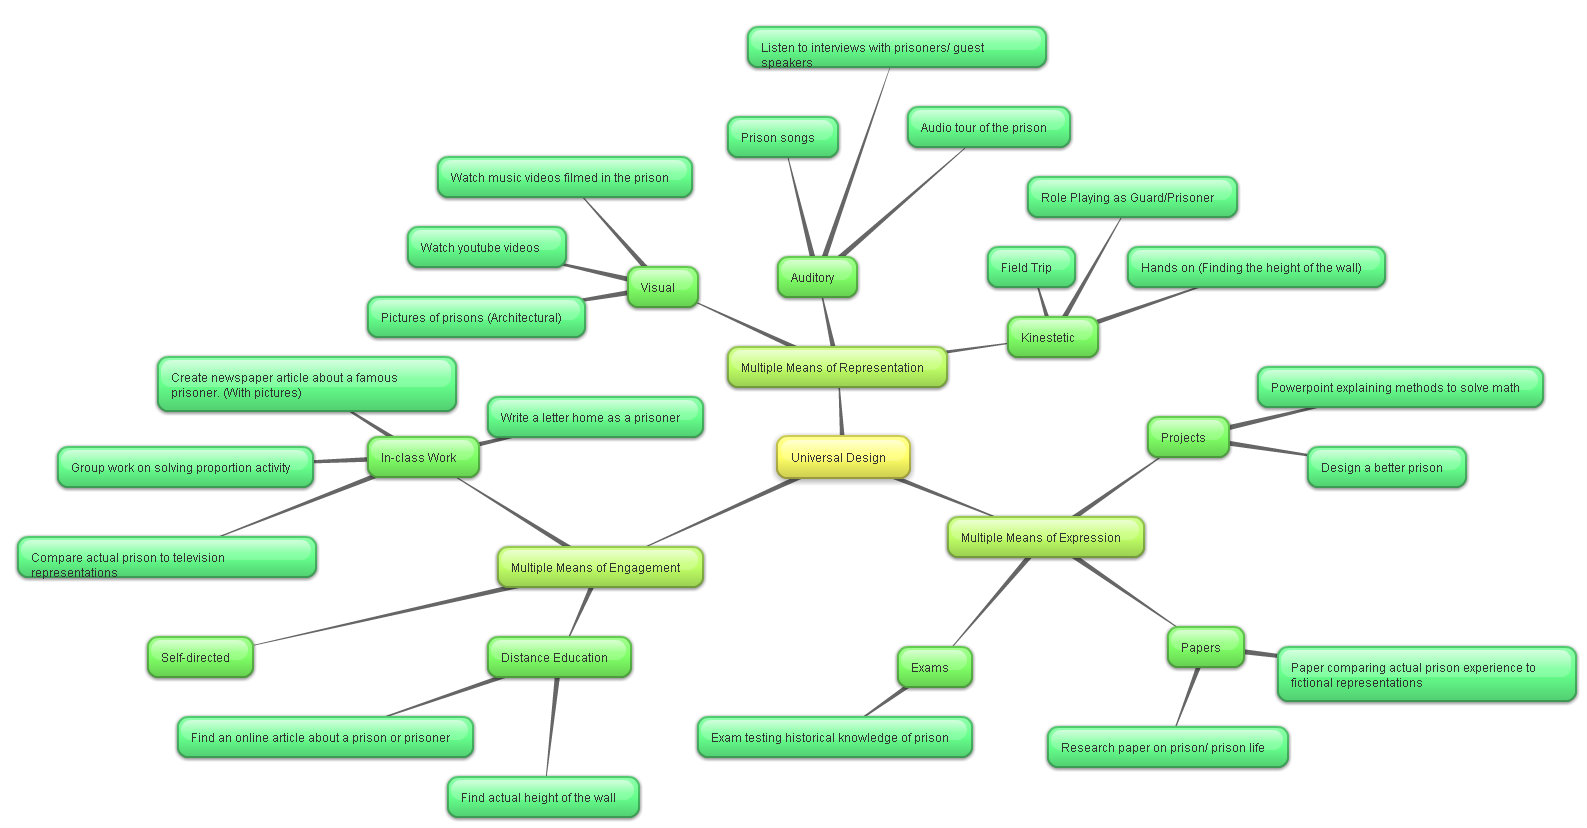 Listen to interviews with prisoners/ guest
speakers
Prison songs
Audio tour of the prison
Watch music videos filmed in the prison
Role Playing as Guard/Prisoner
Watch youtube videos
Visual
Auditory
Field Trip
Hands on (Finding the height of the wall)
Pictures of prisons (Architectural)
Kinestetic
Multiple Means of Representation
Create newspaper article about a famous
prisoner. (With pictures)
Write a letter home as a prisoner
Powerpoint explaining methods to solve math
Projects
In-class Work
Universal Design
Group work on solving proportion activity
Design a better prison
Multiple Means of Expression
Compare actual prison to television
representations
Multiple Means of Engagement
Self-directed
Distance Education
Exams
Papers
Paper comparing actual prison experience to
fictional representations
Find an online article about a prison or prisoner
Exam testing historical knowledge of prison
Research paper on prison/ prison life
Find actual height of the wall